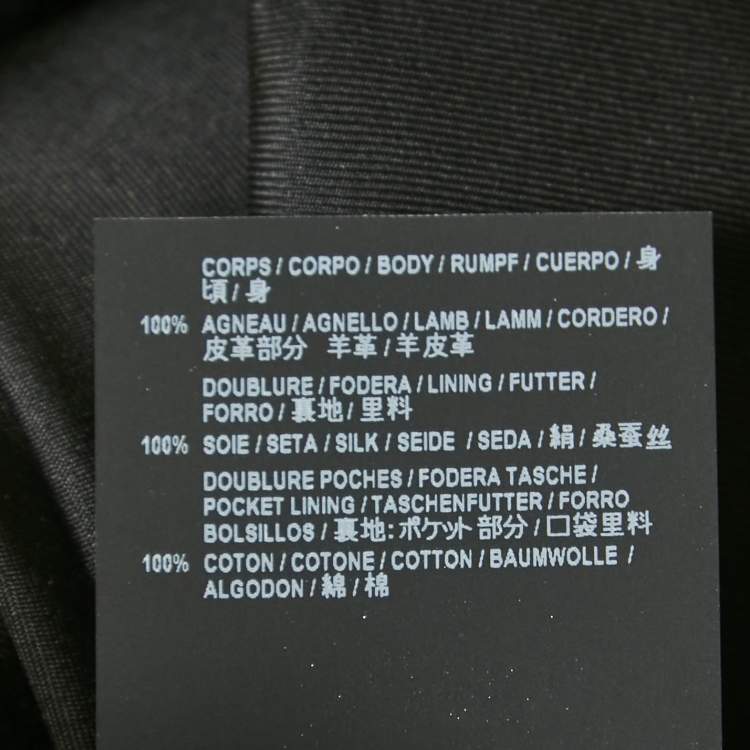 CORPS / CORPO / BODY / RUMPF / CUERPO / 身
頃 / 身
100% AGNEAU / AGNELLO / LAMB / LAMM / CORDERO /
皮革部分 羊革 / 羊皮革
DOUBLURE / FODERA / LINING / FUTTER /
FORRO / 裏地 / 里料
100% SOIE / SETA / SILK / SEIDE / SEDA / 絹 / 桑蚕丝
DOUBLURE POCHES / FODERA TASCHE /
POCKET LINING / TASCHENFUTTER / FORRO
BOLSILLOS / 裏地: ポケット部分 / 口袋里料
100% COTON / COTONE / COTTON / BAUMWOLLE /
ALGODON / 綿 / 棉